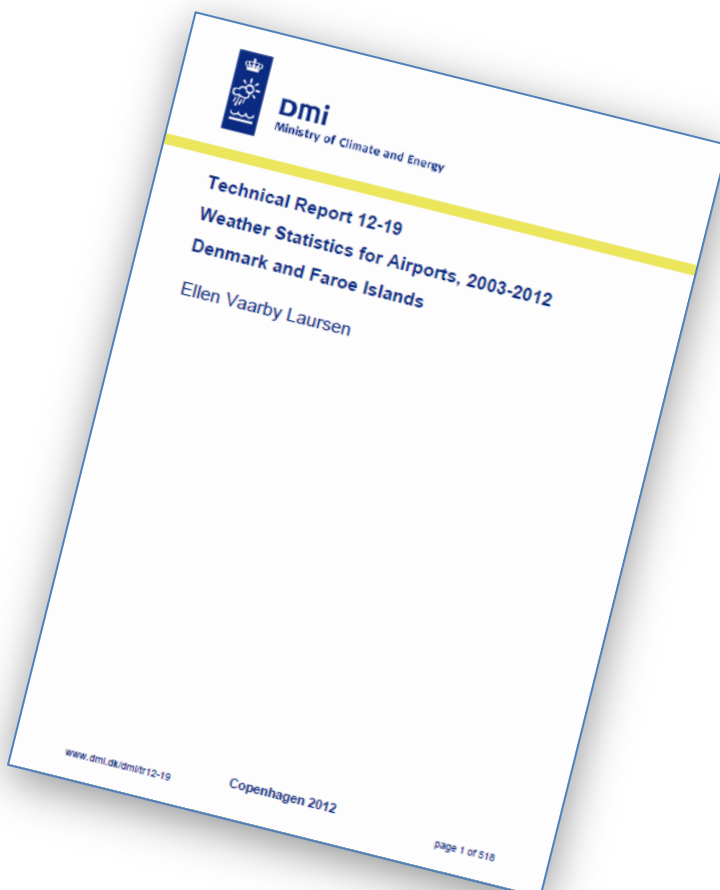 Dmi
Ministry of Climate and Energy
Technical Report 12-19
Weather Statistics for Airports, 2003-2012
Denmark and Faroe Islands
Ellen Vaarby Laursen
www.dmi.dk/dmi/tr12-19
Copenhagen 2012
page 1 of 518